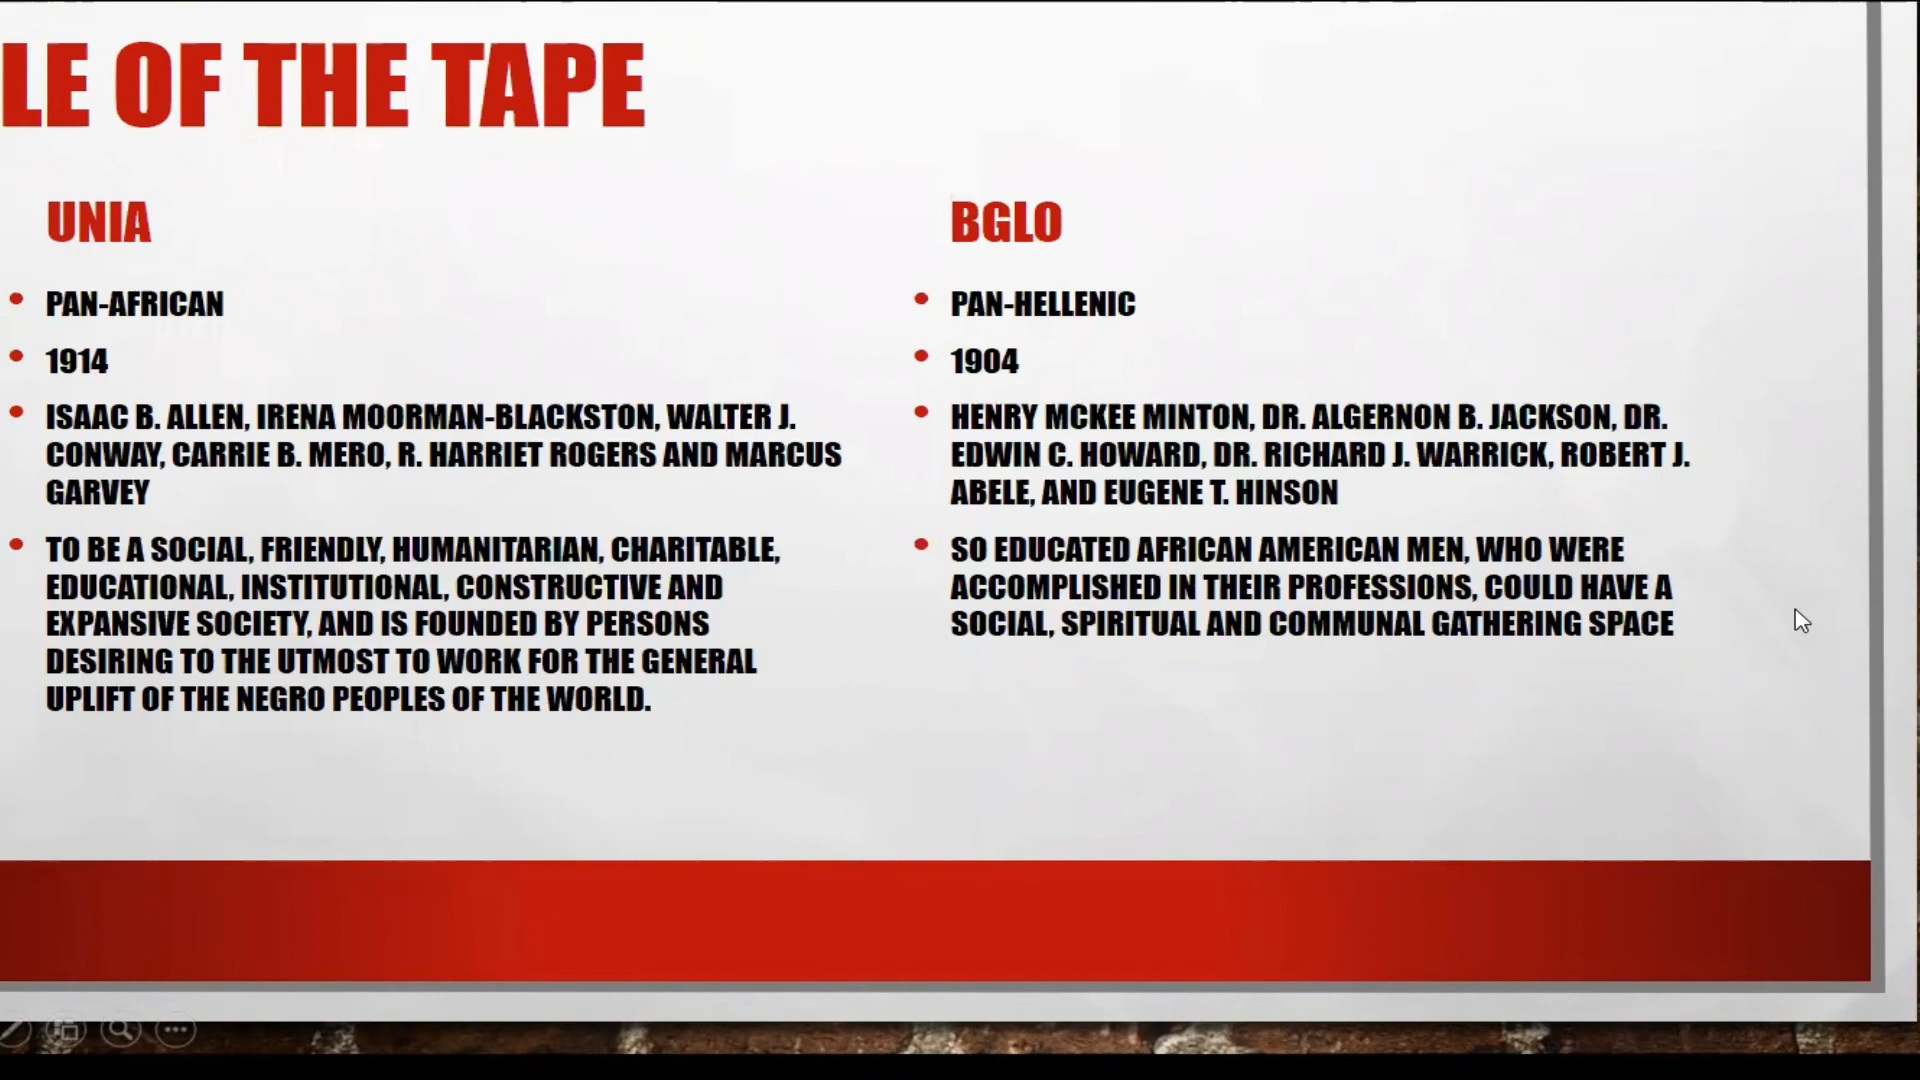 LE OF THE TAPE
UNIA
PAN-AFRICAN
1914
ISAAC B. ALLEN, IRENA MOORMAN-BLACKSTON, WALTER J.
CONWAY, CARRIE B. MERO, R. HARRIET ROGERS AND MARCUS
GARVEY
TO BE A SOCIAL, FRIENDLY, HUMANITARIAN, CHARITABLE,
EDUCATIONAL, INSTITUTIONAL, CONSTRUCTIVE AND
EXPANSIVE SOCIETY, AND IS FOUNDED BY PERSONS
DESIRING TO THE UTMOST TO WORK FOR THE GENERAL
UPLIFT OF THE NEGRO PEOPLES OF THE WORLD.
BGLO
PAN-HELLENIC
1904
HENRY MCKEE MINTON, DR. ALGERNON B. JACKSON, DR.
EDWIN C. HOWARD, DR. RICHARD J. WARRICK, ROBERT J.
ABELE, AND EUGENE T. HINSON
SO EDUCATED AFRICAN AMERICAN MEN, WHO WERE
ACCOMPLISHED IN THEIR PROFESSIONS, COULD HAVE A
SOCIAL, SPIRITUAL AND COMMUNAL GATHERING SPACE